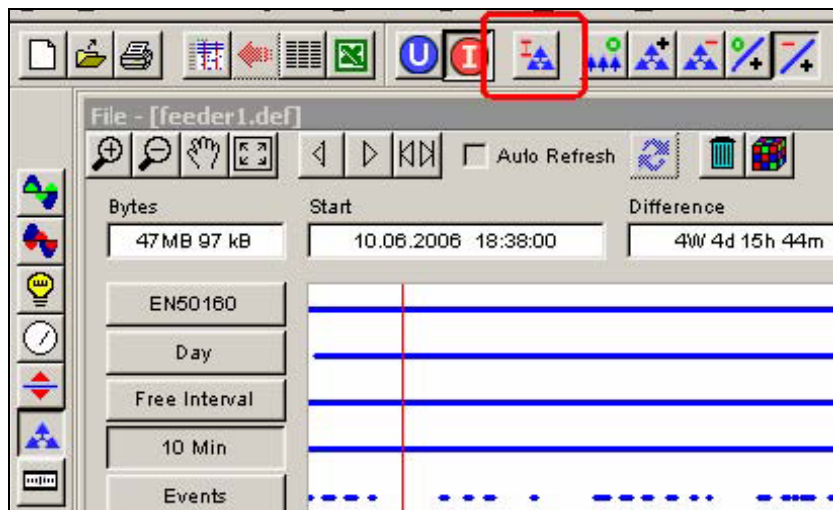 U I I
File - [feeder1.def]
Auto Refresh
Bytes Start Difference
47MB 97 kB 10.06.2006 18:38:00 4W 4d 15h 44m
EN50160
Day
Free Interval
10 Min
Events